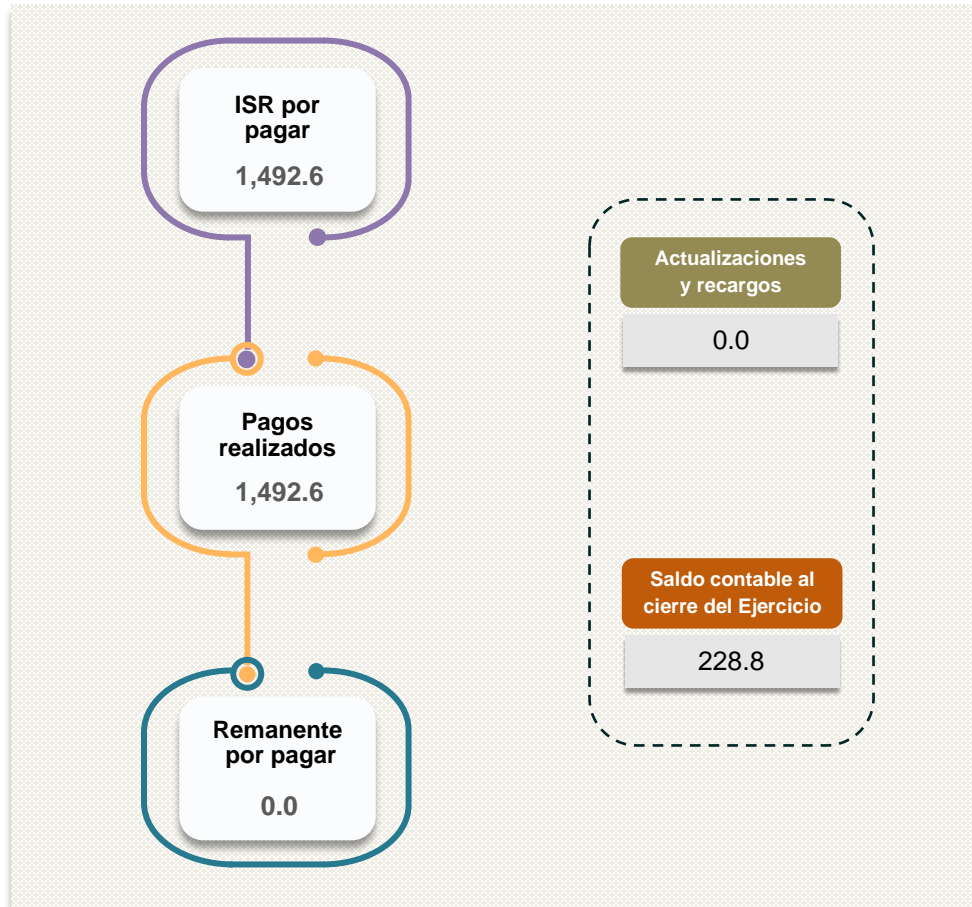 ISR por
pagar
1,492.6
Pagos
realizados
1,492.6
Remanente
por pagar
0.0
Actualizaciones
y recargos
0.0
Saldo contable al
cierre del Ejercicio
228.8